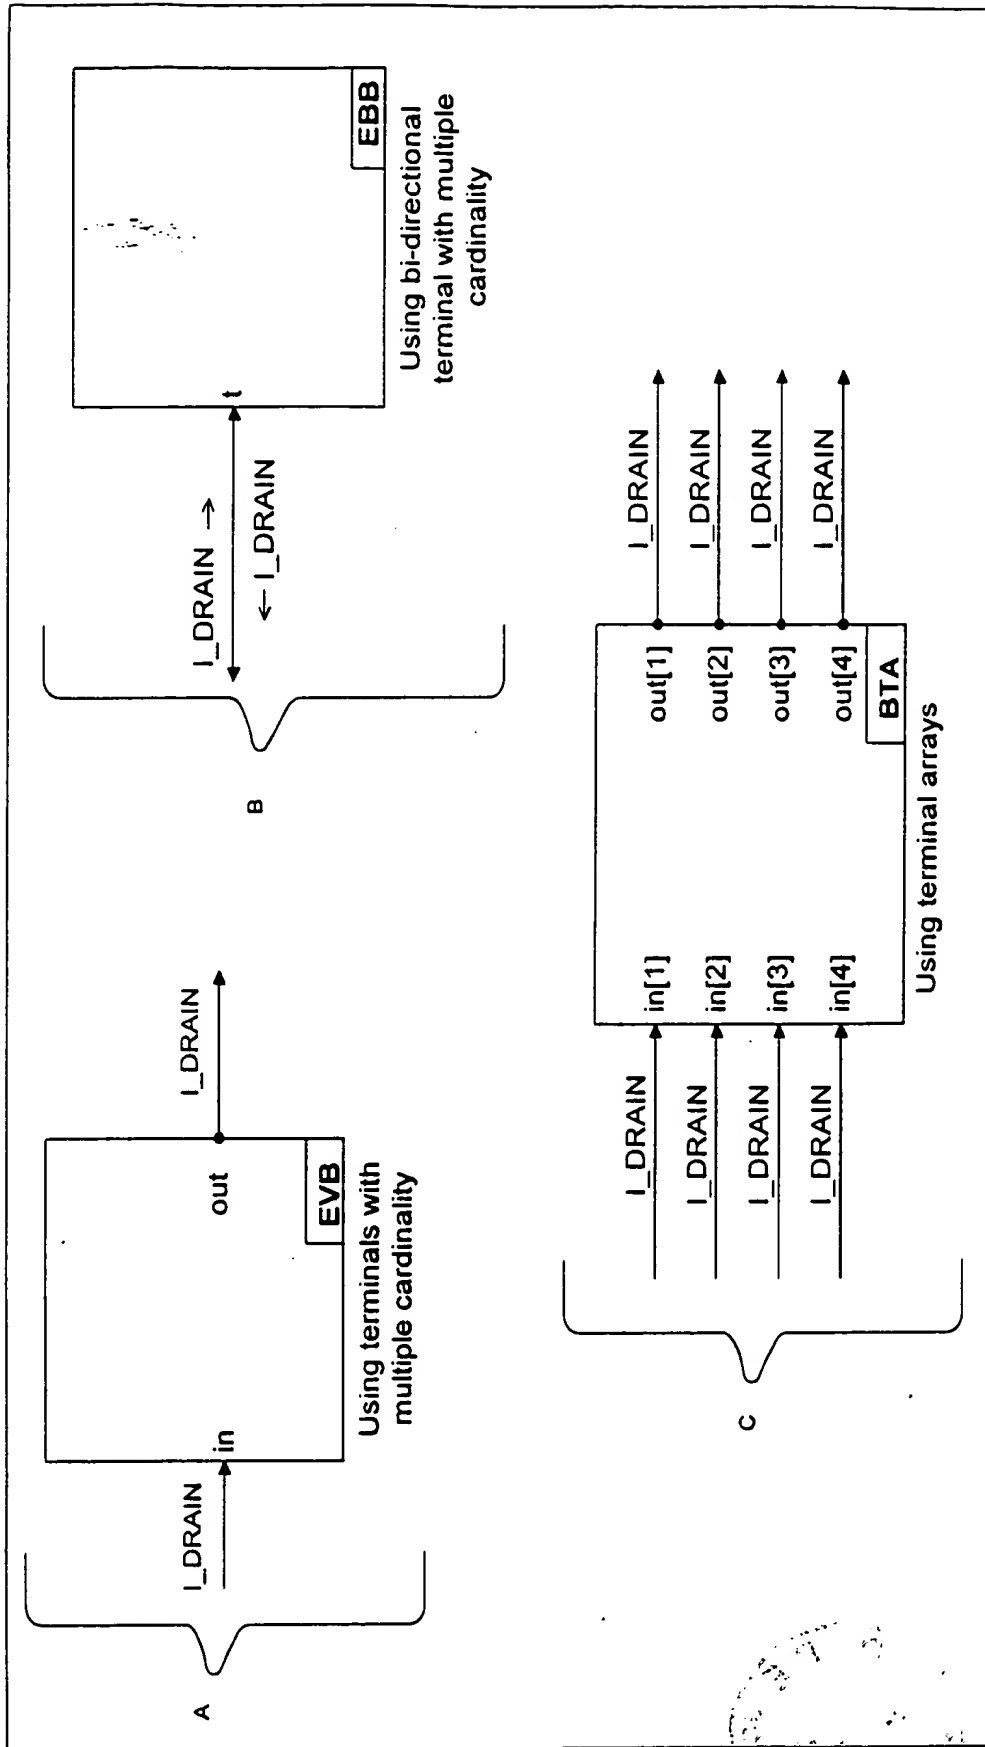 A
I_DRAIN
in
out
I_DRAIN
EVB
Using terminals with
multiple cardinality
B
I_DRAIN →
← I_DRAIN
t
EBB
Using bi-directional
terminal with multiple
cardinality
C
I_DRAIN
I_DRAIN
I_DRAIN
I_DRAIN
in[1]
in[2]
in[3]
in[4]
out[1]
out[2]
out[3]
out[4]
I_DRAIN
I_DRAIN
I_DRAIN
I_DRAIN
BTA
Using terminal arrays